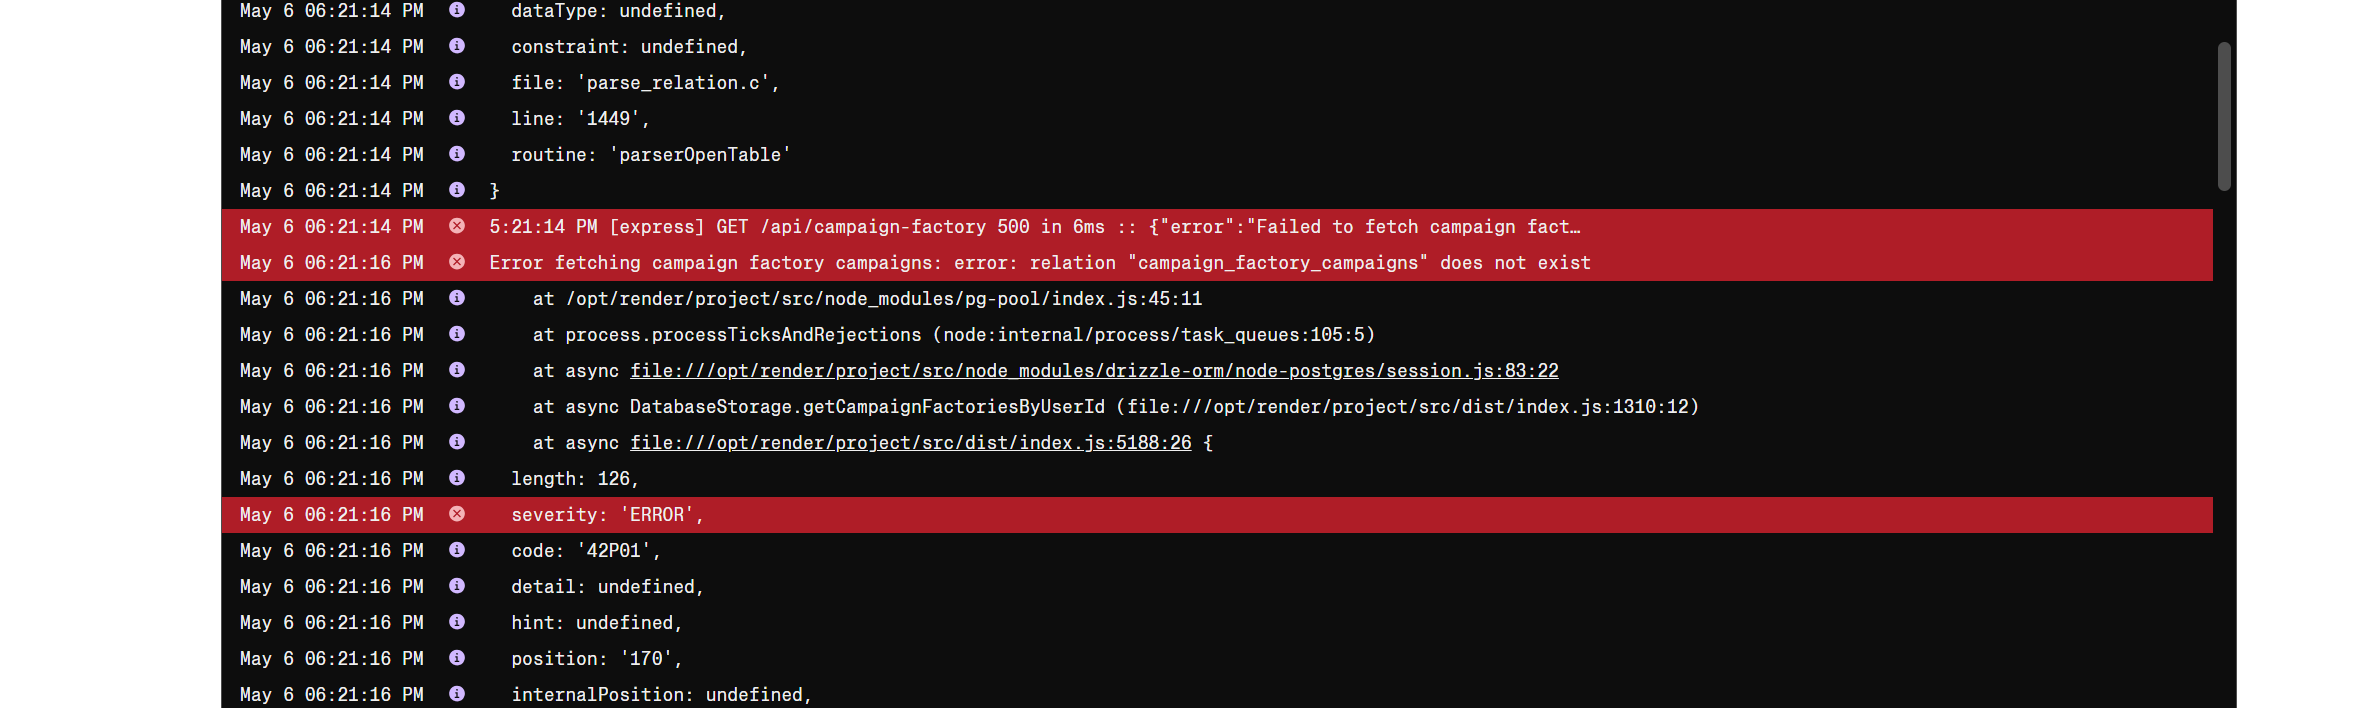 May 6 06:21:14 PM dataType: undefined,
May 6 06:21:14 PM constraint: undefined,
May 6 06:21:14 PM file: 'parse_relation.c',
May 6 06:21:14 PM line: '1449',
May 6 06:21:14 PM routine: 'parserOpenTable'
May 6 06:21:14 PM }
May 6 06:21:14 PM 5:21:14 PM [express] GET /api/campaign-factory 500 in 6ms :: {"error":"Failed to fetch campaign fact…
May 6 06:21:16 PM Error fetching campaign factory campaigns: error: relation "campaign_factory_campaigns" does not exist
May 6 06:21:16 PM at /opt/render/project/src/node_modules/pg-pool/index.js:45:11
May 6 06:21:16 PM at process.processTicksAndRejections (node:internal/process/task_queues:105:5)
May 6 06:21:16 PM at async file:///opt/render/project/src/node_modules/drizzle-orm/node-postgres/session.js:83:22
May 6 06:21:16 PM at async DatabaseStorage.getCampaignFactoriesByUserId (file:///opt/render/project/src/dist/index.js:1310:12)
May 6 06:21:16 PM at async file:///opt/render/project/src/dist/index.js:5188:26 {
May 6 06:21:16 PM length: 126,
May 6 06:21:16 PM severity: 'ERROR',
May 6 06:21:16 PM code: '42P01',
May 6 06:21:16 PM detail: undefined,
May 6 06:21:16 PM hint: undefined,
May 6 06:21:16 PM position: '170',
May 6 06:21:16 PM internalPosition: undefined,